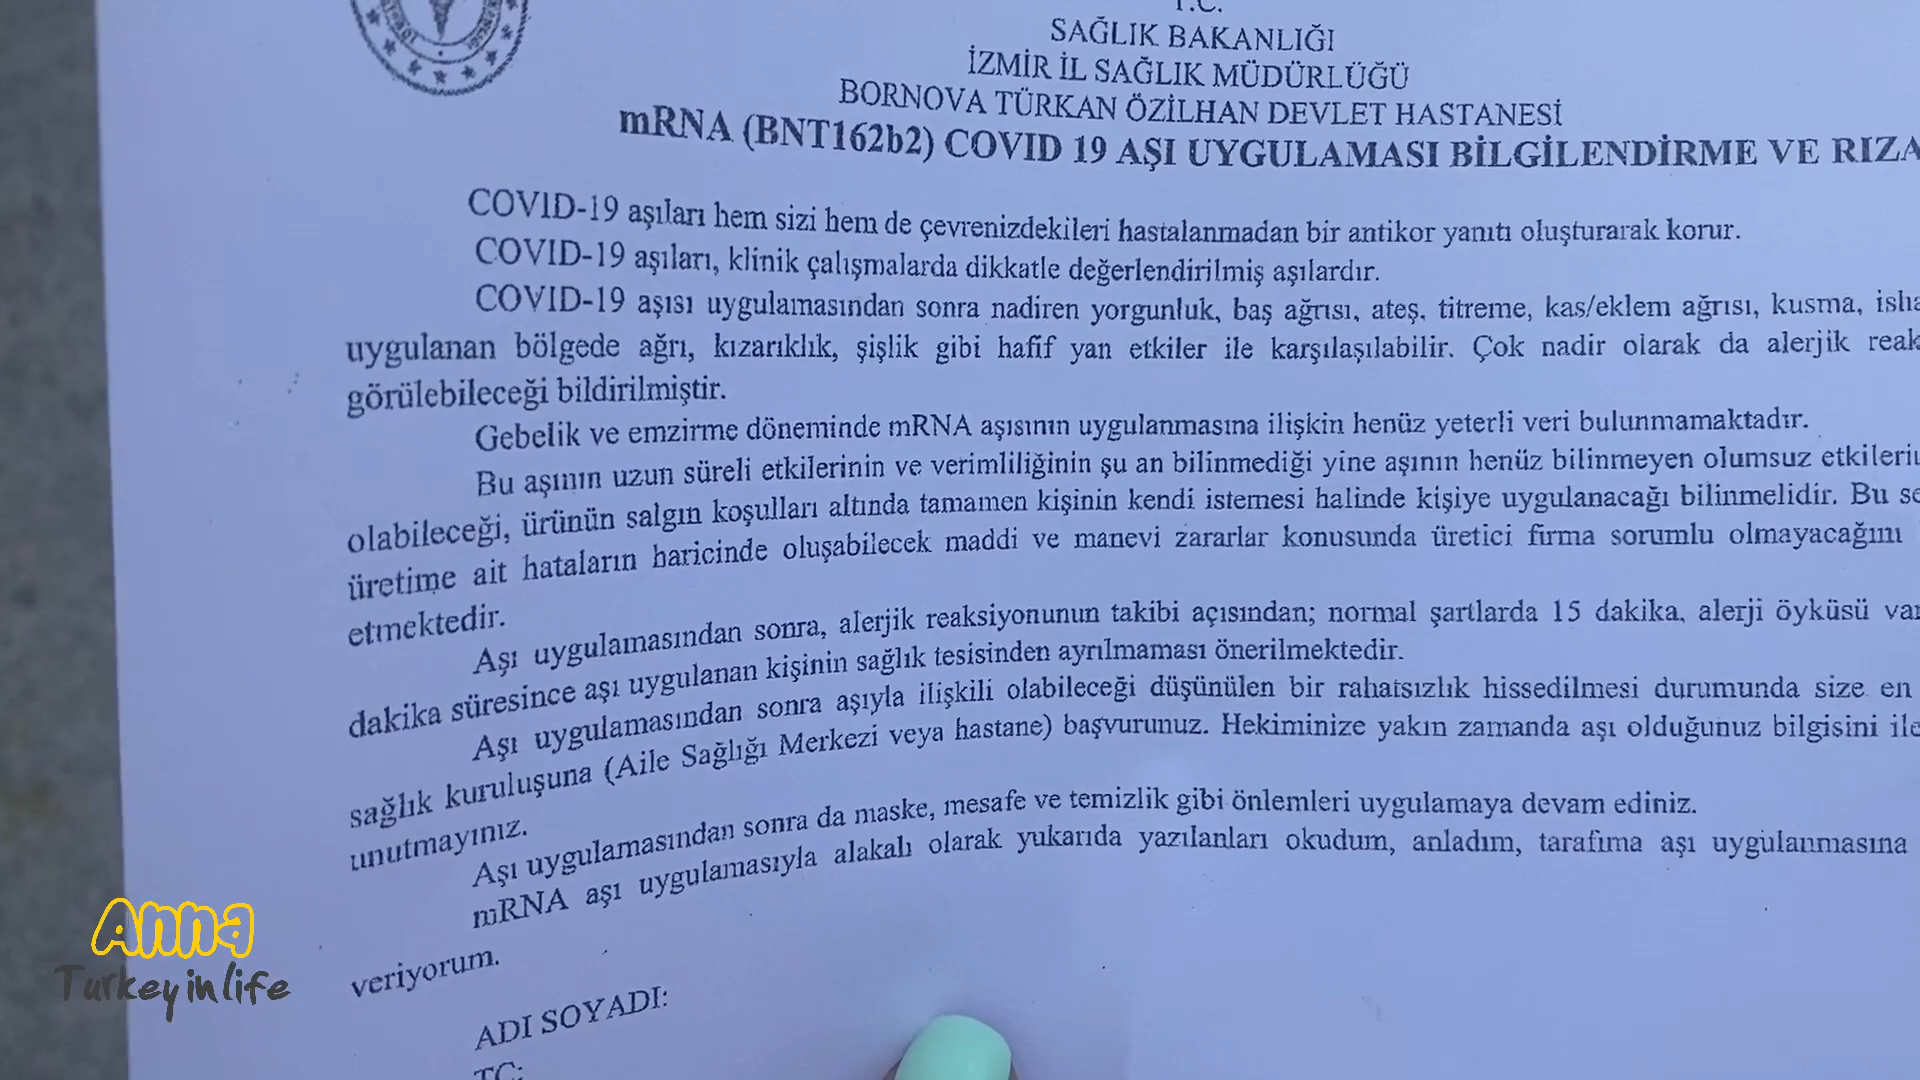 T.C.
SAĞLIK BAKANLIĞI
İZMİR İL SAĞLIK MÜDÜRLÜĞÜ
BORNOVA TÜRKAN ÖZİLHAN DEVLET HASTANESİ
mRNA (BNT162b2) COVID 19 AŞI UYGULAMASI BİLGİLENDİRME VE RIZA
COVID-19 aşıları hem sizi hem de çevrenizdekileri hastalanmadan bir antikor yanıtı oluşturarak korur.
COVID-19 aşıları, klinik çalışmalarda dikkatle değerlendirilmiş aşılardır.
COVID-19 aşısı uygulamasından sonra nadiren yorgunluk, baş ağrısı, ateş, titreme, kas/eklem ağrısı, kusma,
uygulanan bölgede ağrı, kızarıklık, şişlik gibi hafif yan etkiler ile karşılaşılabilir. Çok nadir olarak da alerjik
görülebileceği bildirilmiştir.
Gebelik ve emzirme döneminde mRNA aşısının uygulanmasına ilişkin henüz yeterli veri bulunmamaktadır.
Bu aşının uzun süreli etkilerinin ve verimliliğinin şu an bilinmediği yine aşının henüz bilinmeyen olumsuz
olabileceği, ürünün salgın koşulları altında tamamen kişinin kendi istemesi halinde kişiye uygulanacağı bilinmelidir. Bu
üretime ait hataların haricinde oluşabilecek maddi ve manevi zararlar konusunda üretici firma sorumlu olmayacağını
etmektedir.
Aşı uygulamasından sonra, alerjik reaksiyonunun takibi açısından; normal şartlarda 15 dakika, alerji öyküsü
dakika süresince aşı uygulanan kişinin sağlık tesisinden ayrılmaması önerilmektedir.
Aşı uygulamasından sonra aşıyla ilişkili olabileceği düşünülen bir rahatsızlık hissedilmesi durumunda size en
sağlık kuruluşuna (Aile Sağlığı Merkezi veya hastane) başvurunuz. Hekiminize yakın zamanda aşı olduğunuz bilgisini
unutmayınız.
Aşı uygulamasından sonra da maske, mesafe ve temizlik gibi önlemleri uygulamaya devam ediniz.
mRNA aşı uygulamasıyla alakalı olarak yukarıda yazılanları okudum, anladım, tarafıma aşı uygulanmasına
veriyorum.
ADI SOYADI:
TC:
Anna
Turkeyinlife